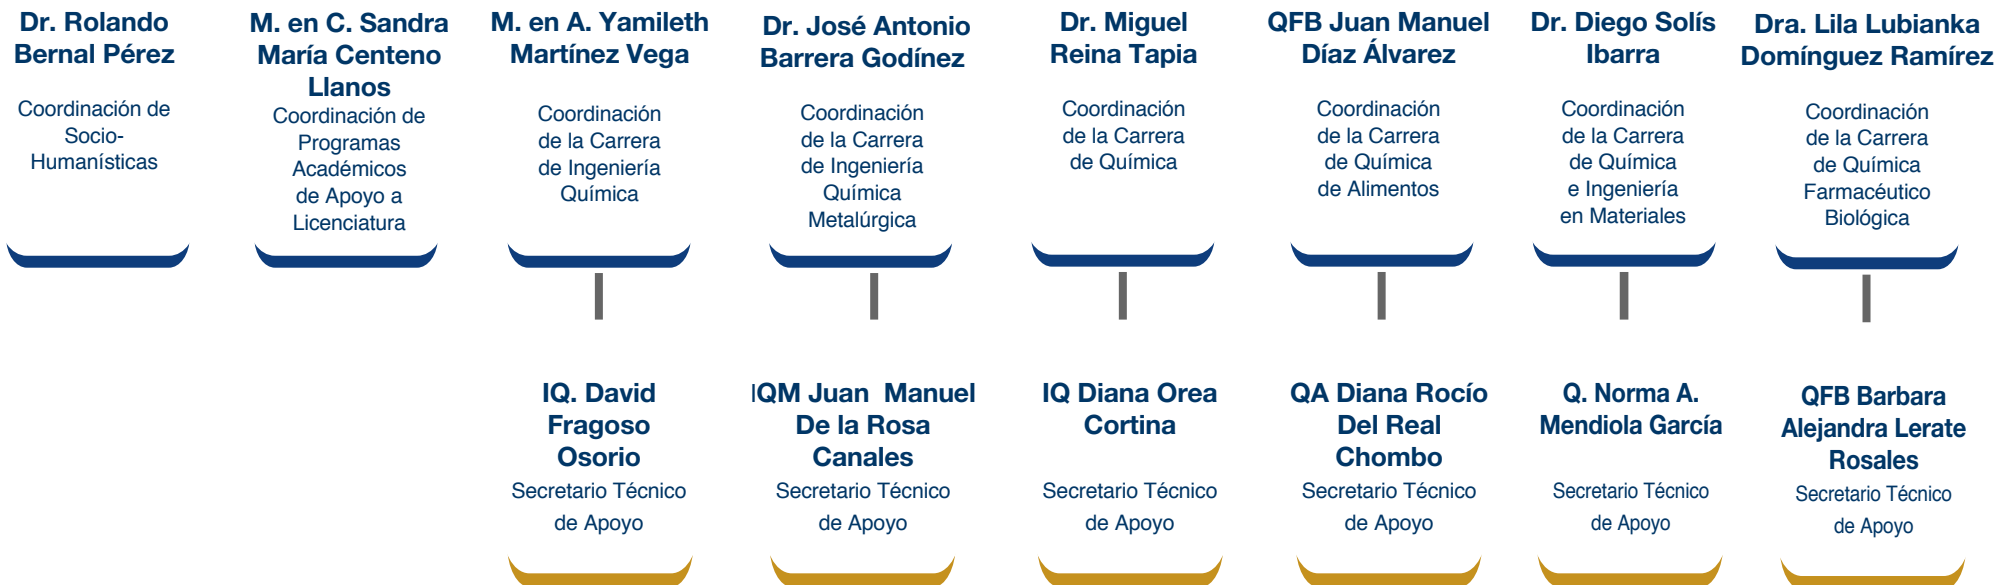 Dr. Rolando
Bernal Pérez
Coordinación de
Socio-
Humanísticas
M. en C. Sandra
María Centeno
Llanos
Coordinación de
Programas
Académicos
de Apoyo a
Licenciatura
M. en A. Yamileth
Martínez Vega
Coordinación
de la Carrera
de Ingeniería
Química
Dr. José Antonio
Barrera Godínez
Coordinación
de la Carrera
de Ingeniería
Química
Metalúrgica
Dr. Miguel
Reina Tapia
Coordinación
de la Carrera
de Química
QFB Juan Manuel
Díaz Álvarez
Coordinación
de la Carrera
de Química
de Alimentos
Dr. Diego Solís
Ibarra
Coordinación
de la Carrera
de Química
e Ingeniería
en Materiales
Dra. Lila Lubianka
Domínguez Ramírez
Coordinación
de la Carrera
de Química
Farmacéutico
Biológica
IQ. David
Fragoso
Osorio
Secretario Técnico
de Apoyo
IQM Juan  Manuel
De la Rosa
Canales
Secretario Técnico
de Apoyo
IQ Diana Orea
Cortina
Secretario Técnico
de Apoyo
QA Diana Rocío
Del Real
Chombo
Secretario Técnico
de Apoyo
Q. Norma A.
Mendiola García
Secretario Técnico
de Apoyo
QFB Barbara
Alejandra Lerate
Rosales
Secretario Técnico
de Apoyo